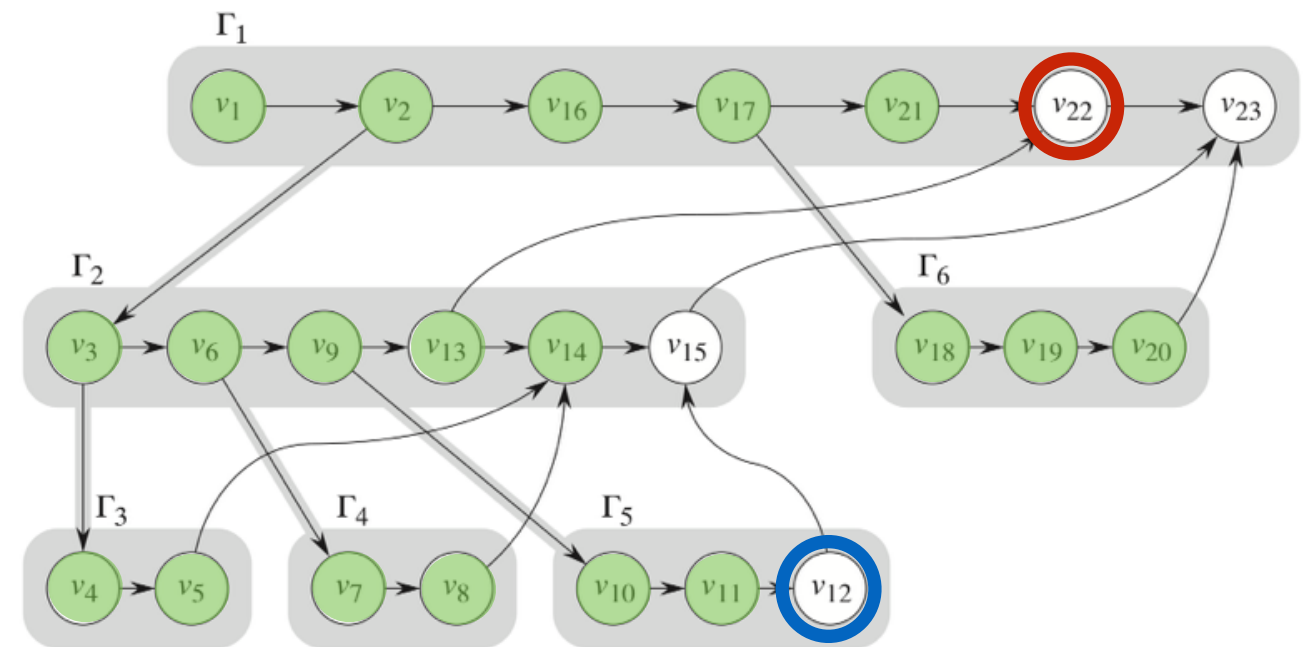 Γ₁
v₁ v₂ v₁₆ v₁₇ v₂₁ v₂₂ v₂₃
Γ₂ Γ₆
v₃ v₆ v₉ v₁₃ v₁₄ v₁₅ v₁₈ v₁₉ v₂₀
Γ₃ Γ₄ Γ₅
v₄ v₅ v₇ v₈ v₁₀ v₁₁ v₁₂